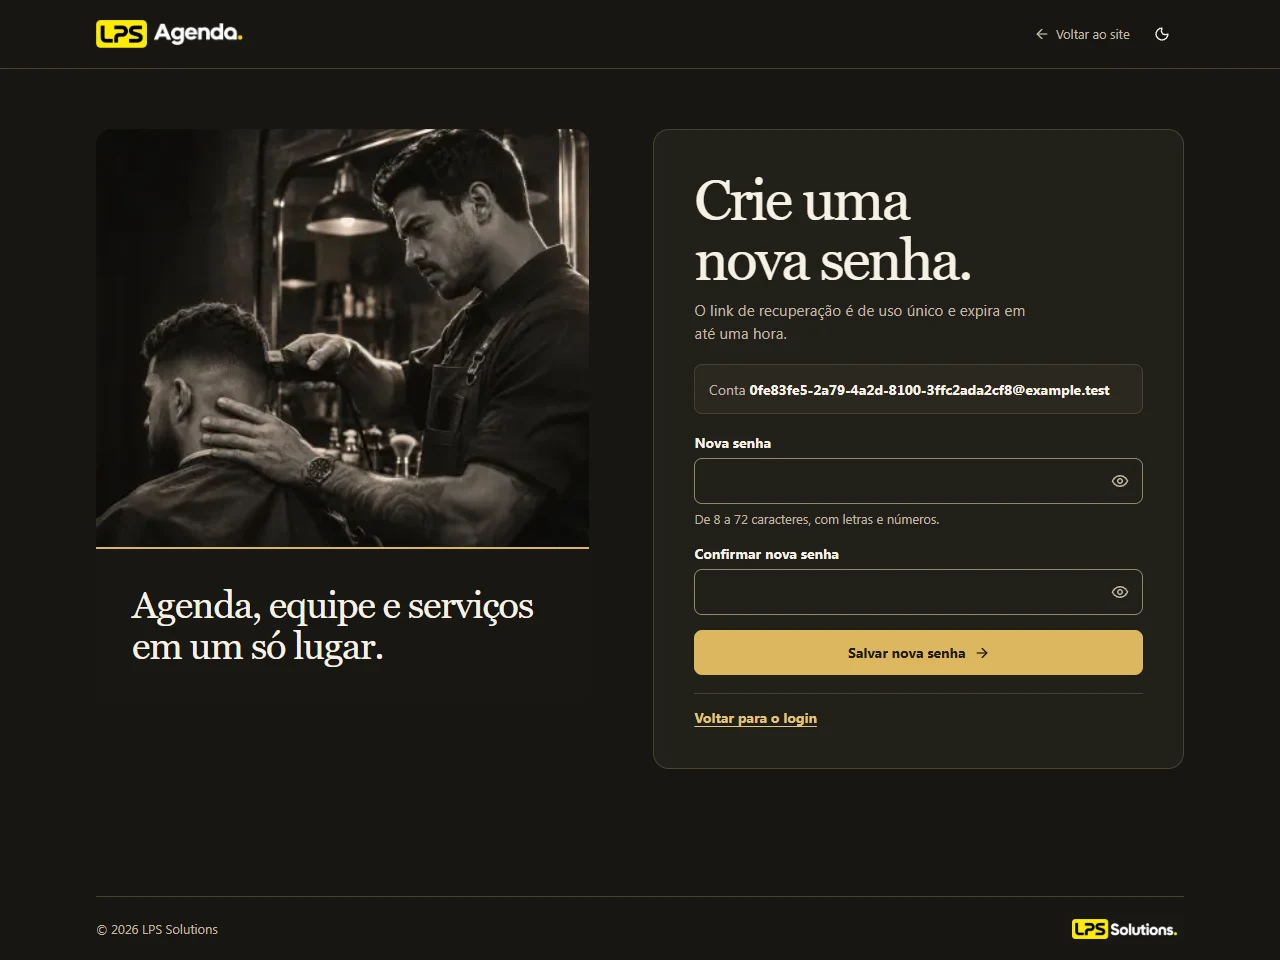 LPS Agenda.
Voltar ao site
Crie uma
nova senha.
O link de recuperação é de uso único e expira em
até uma hora.
Conta 0fe83fe5-2a79-4a2d-8100-3ffc2ada2cf8@example.test
Nova senha
De 8 a 72 caracteres, com letras e números.
Confirmar nova senha
Salvar nova senha
Voltar para o login
Agenda, equipe e serviços
em um só lugar.
© 2026 LPS Solutions
LPS Solutions.